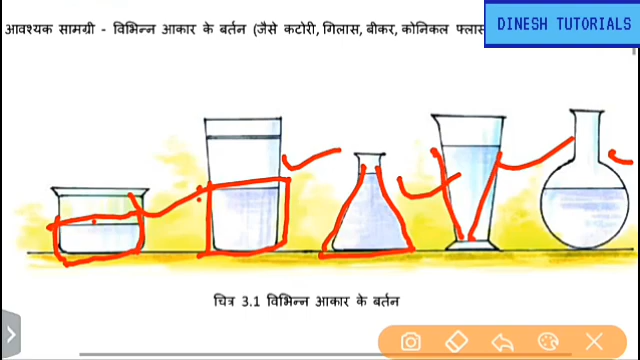 आवश्यक सामग्री - विभिन्न आकार के बर्तन (जैसे कटोरी, गिलास, बीकर, कोनिकल फ्लास
DINESH TUTORIALS
चित्र 3.1 विभिन्न आकार के बर्तन